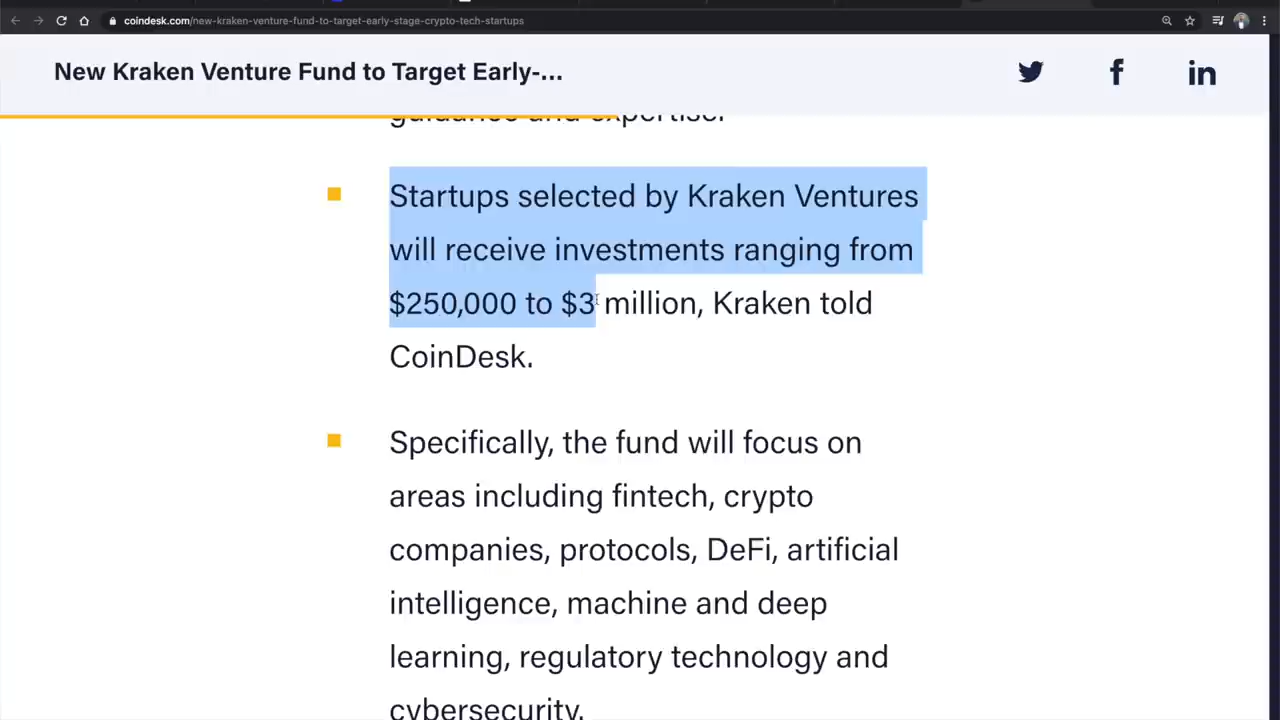 coindesk.com/new-kraken-venture-fund-to-target-early-stage-crypto-tech-startups
New Kraken Venture Fund to Target Early-...
guidance and expertise.
Startups selected by Kraken Ventures
will receive investments ranging from
$250,000 to $3 million, Kraken told
CoinDesk.
Specifically, the fund will focus on
areas including fintech, crypto
companies, protocols, DeFi, artificial
intelligence, machine and deep
learning, regulatory technology and
cybersecurity.